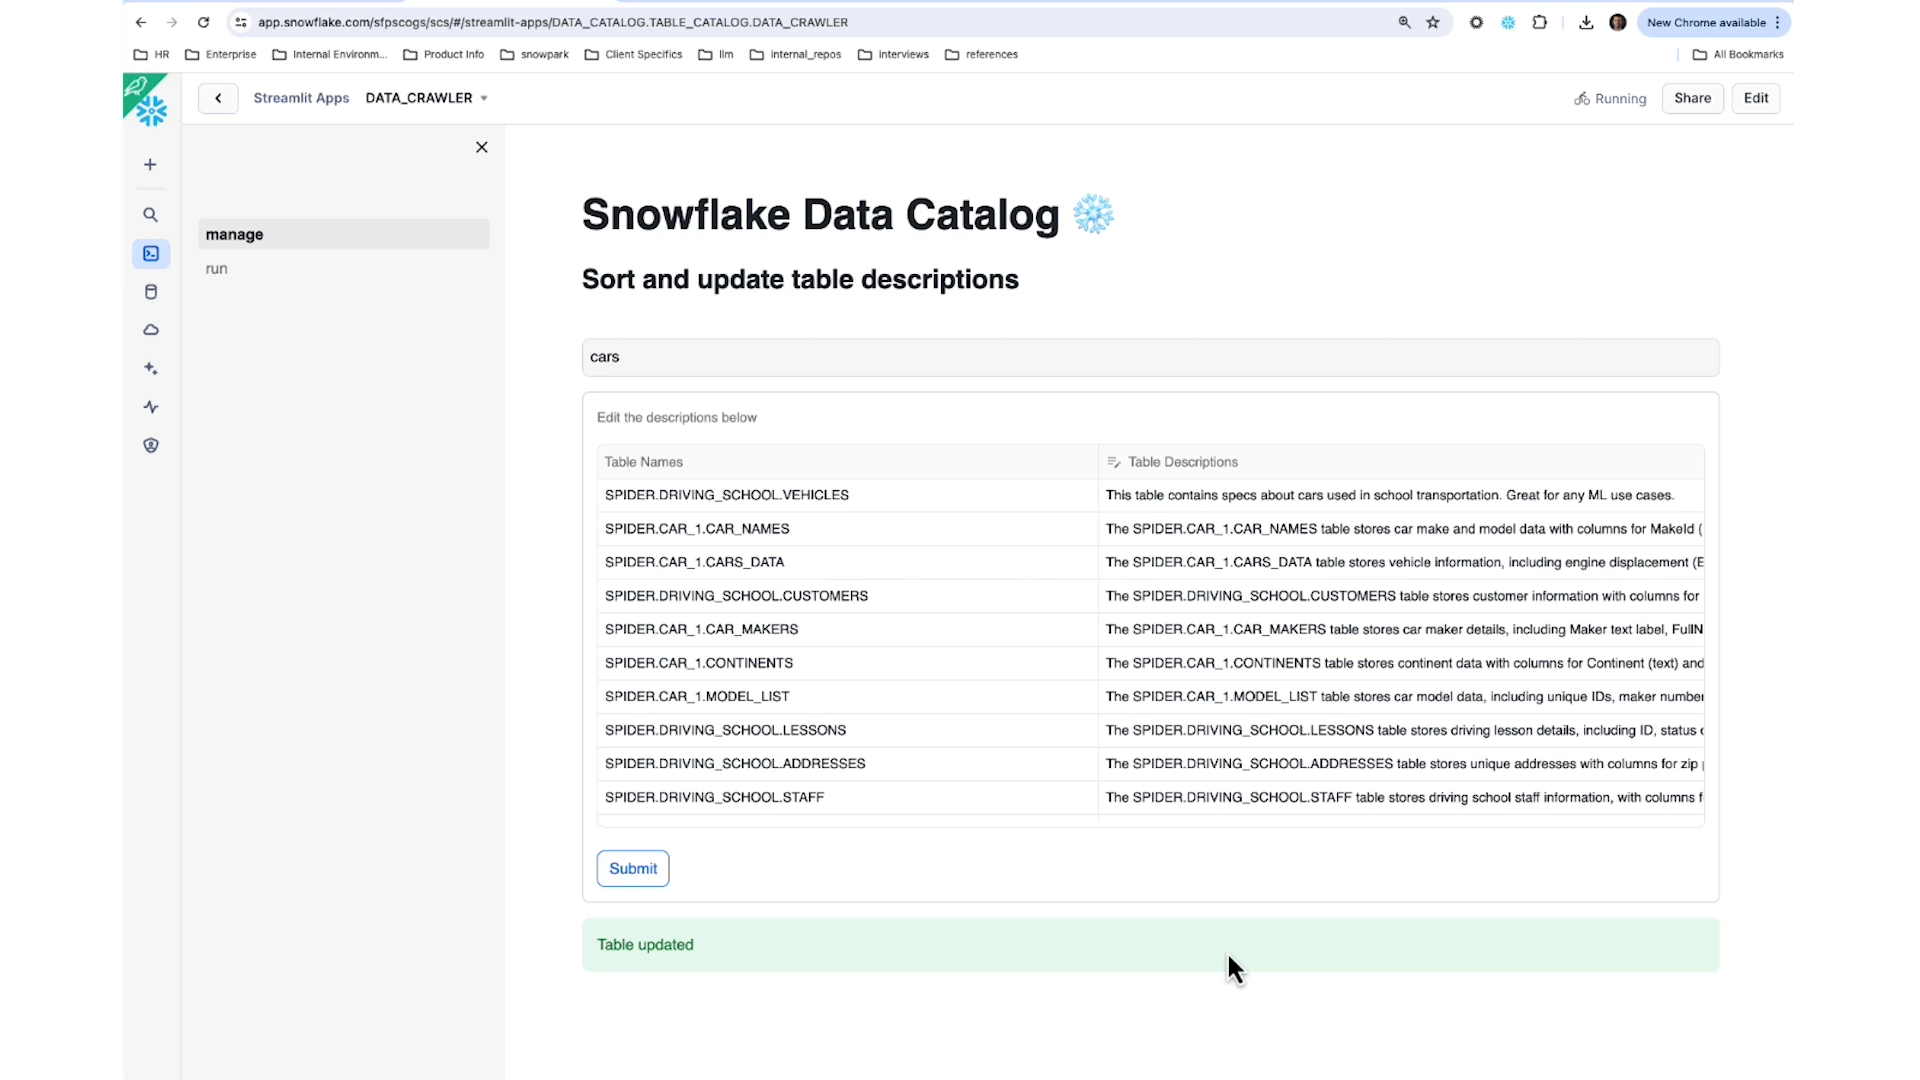 app.snowflake.com/sfpscogs/scs/#/streamlit-apps/DATA_CATALOG.TABLE_CATALOG.DATA_CRAWLER
New Chrome available
HR
Enterprise
Internal Environm...
Product Info
snowpark
Client Specifics
llm
internal_repos
interviews
references
All Bookmarks
Streamlit Apps
DATA_CRAWLER
Running
Share
Edit
manage
run
Snowflake Data Catalog
Sort and update table descriptions
cars
Edit the descriptions below
Table Names
Table Descriptions
SPIDER.DRIVING_SCHOOL.VEHICLES
This table contains specs about cars used in school transportation. Great for any ML use cases.
SPIDER.CAR_1.CAR_NAMES
The SPIDER.CAR_1.CAR_NAMES table stores car make and model data with columns for MakeId (
SPIDER.CAR_1.CARS_DATA
The SPIDER.CAR_1.CARS_DATA table stores vehicle information, including engine displacement (E
SPIDER.DRIVING_SCHOOL.CUSTOMERS
The SPIDER.DRIVING_SCHOOL.CUSTOMERS table stores customer information with columns for
SPIDER.CAR_1.CAR_MAKERS
The SPIDER.CAR_1.CAR_MAKERS table stores car maker details, including Maker text label, FullN
SPIDER.CAR_1.CONTINENTS
The SPIDER.CAR_1.CONTINENTS table stores continent data with columns for Continent (text) and
SPIDER.CAR_1.MODEL_LIST
The SPIDER.CAR_1.MODEL_LIST table stores car model data, including unique IDs, maker number
SPIDER.DRIVING_SCHOOL.LESSONS
The SPIDER.DRIVING_SCHOOL.LESSONS table stores driving lesson details, including ID, status
SPIDER.DRIVING_SCHOOL.ADDRESSES
The SPIDER.DRIVING_SCHOOL.ADDRESSES table stores unique addresses with columns for zip
SPIDER.DRIVING_SCHOOL.STAFF
The SPIDER.DRIVING_SCHOOL.STAFF table stores driving school staff information, with columns f
Submit
Table updated